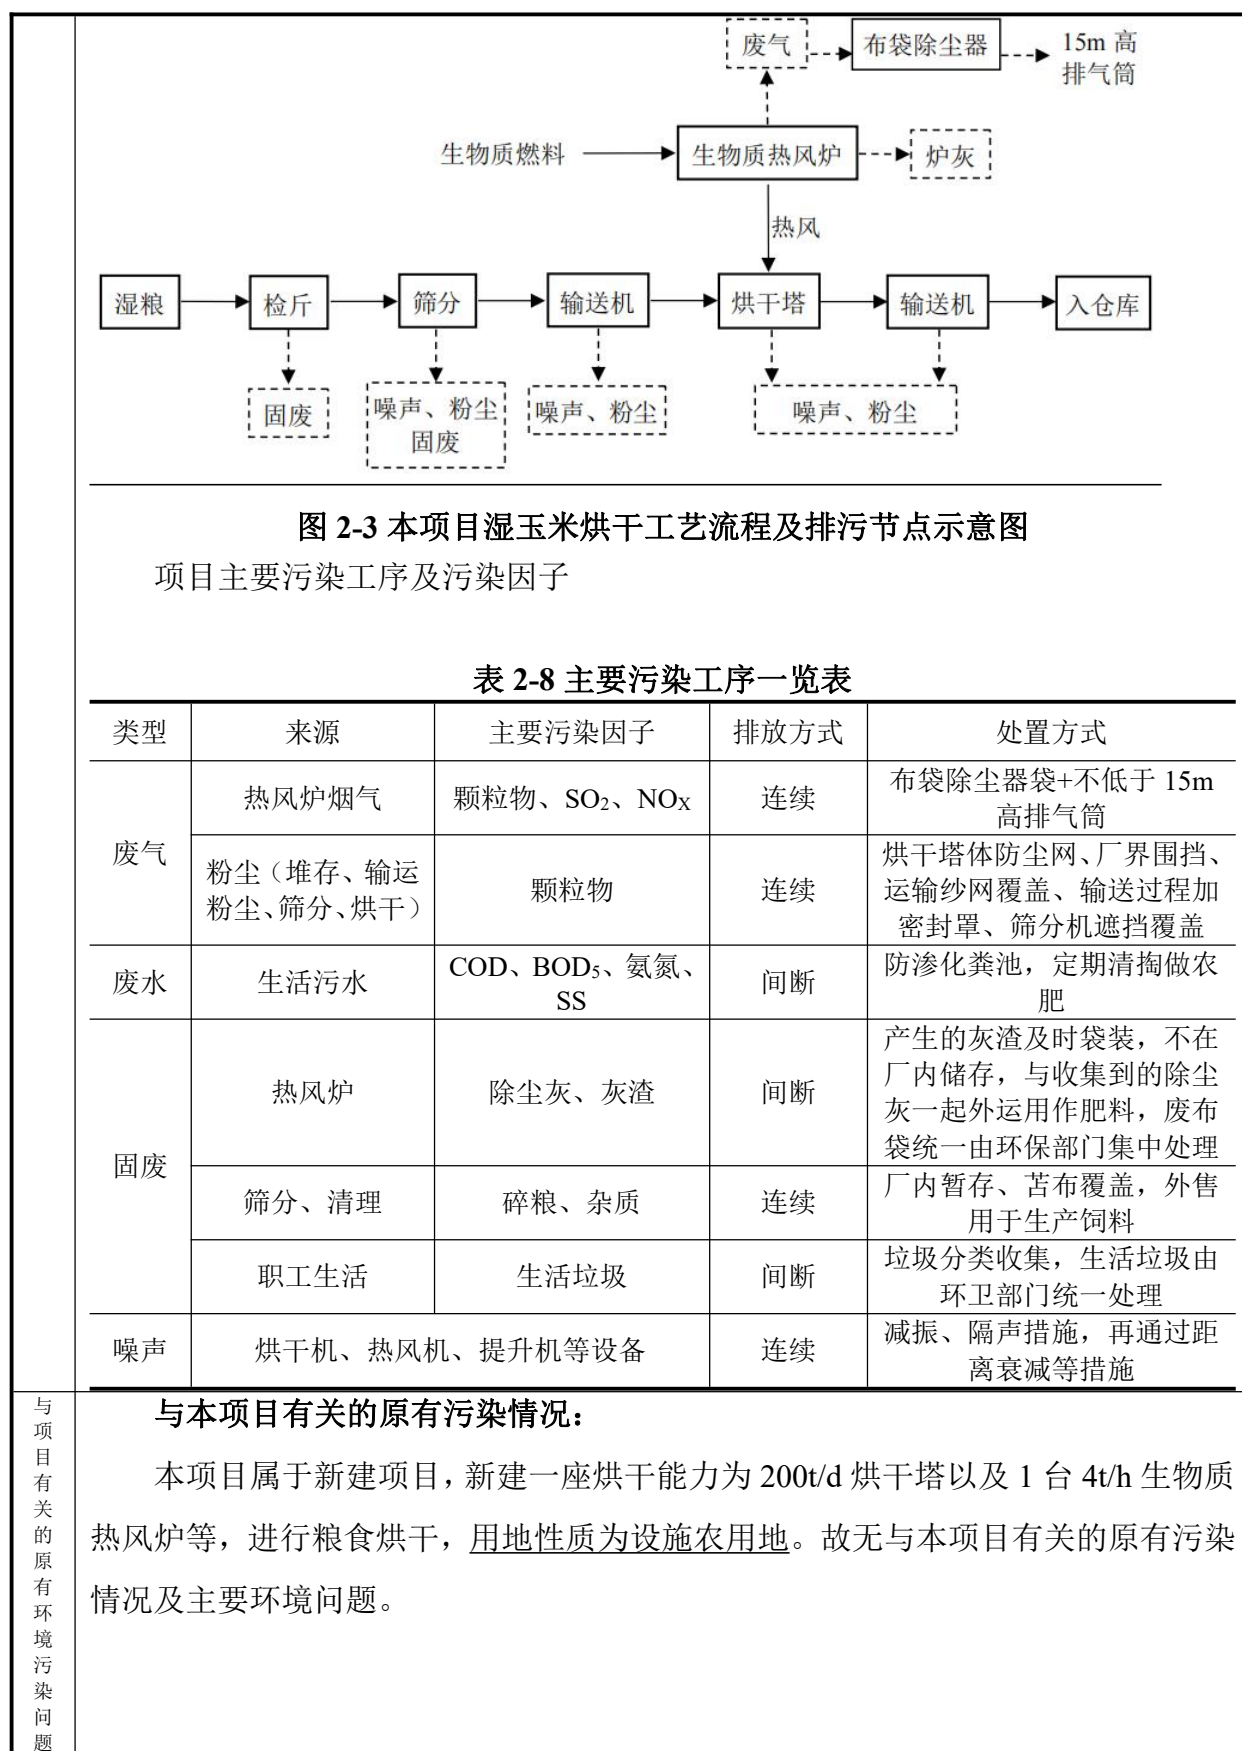 废气
布袋除尘器
15m 高
排气筒
生物质燃料
生物质热风炉
炉灰
热风
湿粮
检斤
筛分
输送机
烘干塔
输送机
入仓库
固废
噪声、粉尘
固废
噪声、粉尘
噪声、粉尘
图 2-3 本项目湿玉米烘干工艺流程及排污节点示意图
项目主要污染工序及污染因子
表 2-8 主要污染工序一览表
类型 来源 主要污染因子 排放方式 处置方式
废气
热风炉烟气
颗粒物、SO₂、NOX
连续
布袋除尘器袋+不低于 15m
高排气筒
粉尘（堆存、输运
粉尘、筛分、烘干）
颗粒物
连续
烘干塔体防尘网、厂界围挡、
运输纱网覆盖、输送过程加
密封罩、筛分机遮挡覆盖
废水
生活污水
COD、BOD₅、氨氮、
SS
间断
防渗化粪池，定期清掏做农
肥
固废
热风炉
除尘灰、灰渣
间断
产生的灰渣及时袋装，不在
厂内储存，与收集到的除尘
灰一起外运用作肥料，废布
袋统一由环保部门集中处理
筛分、清理
碎粮、杂质
连续
厂内暂存、苫布覆盖，外售
用于生产饲料
职工生活
生活垃圾
间断
垃圾分类收集，生活垃圾由
环卫部门统一处理
噪声
烘干机、热风机、提升机等设备
连续
减振、隔声措施，再通过距
离衰减等措施
与
项
目
有
关
的
原
有
环
境
污
染
问
题
与本项目有关的原有污染情况：
本项目属于新建项目，新建一座烘干能力为 200t/d 烘干塔以及 1 台 4t/h 生物质
热风炉等，进行粮食烘干，用地性质为设施农用地。故无与本项目有关的原有污染
情况及主要环境问题。